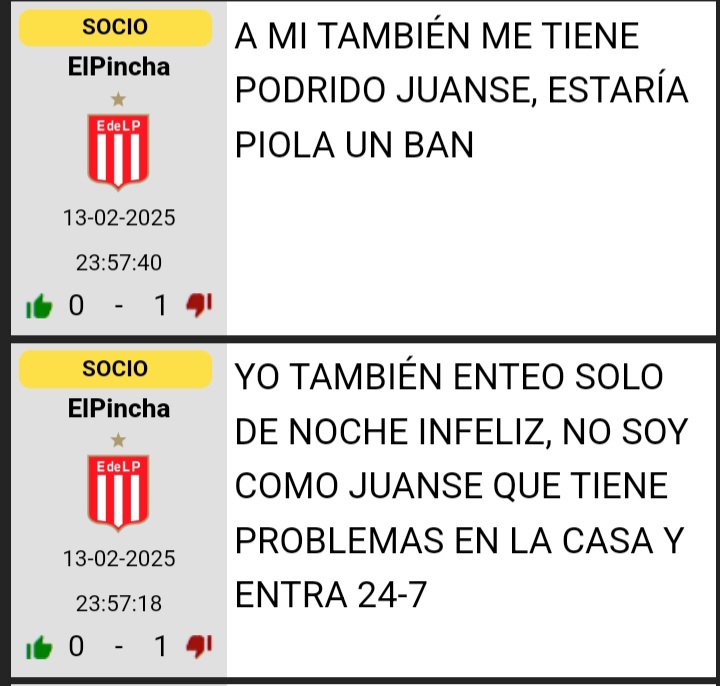 SOCIO
ElPincha
E de L P
13-02-2025
23:57:40
0 - 1
A MI TAMBIÉN ME TIENE
PODRIDO JUANSE, ESTARÍA
PIOLA UN BAN
SOCIO
ElPincha
E de L P
13-02-2025
23:57:18
0 - 1
YO TAMBIÉN ENTEO SOLO
DE NOCHE INFELIZ, NO SOY
COMO JUANSE QUE TIENE
PROBLEMAS EN LA CASA Y
ENTRA 24-7